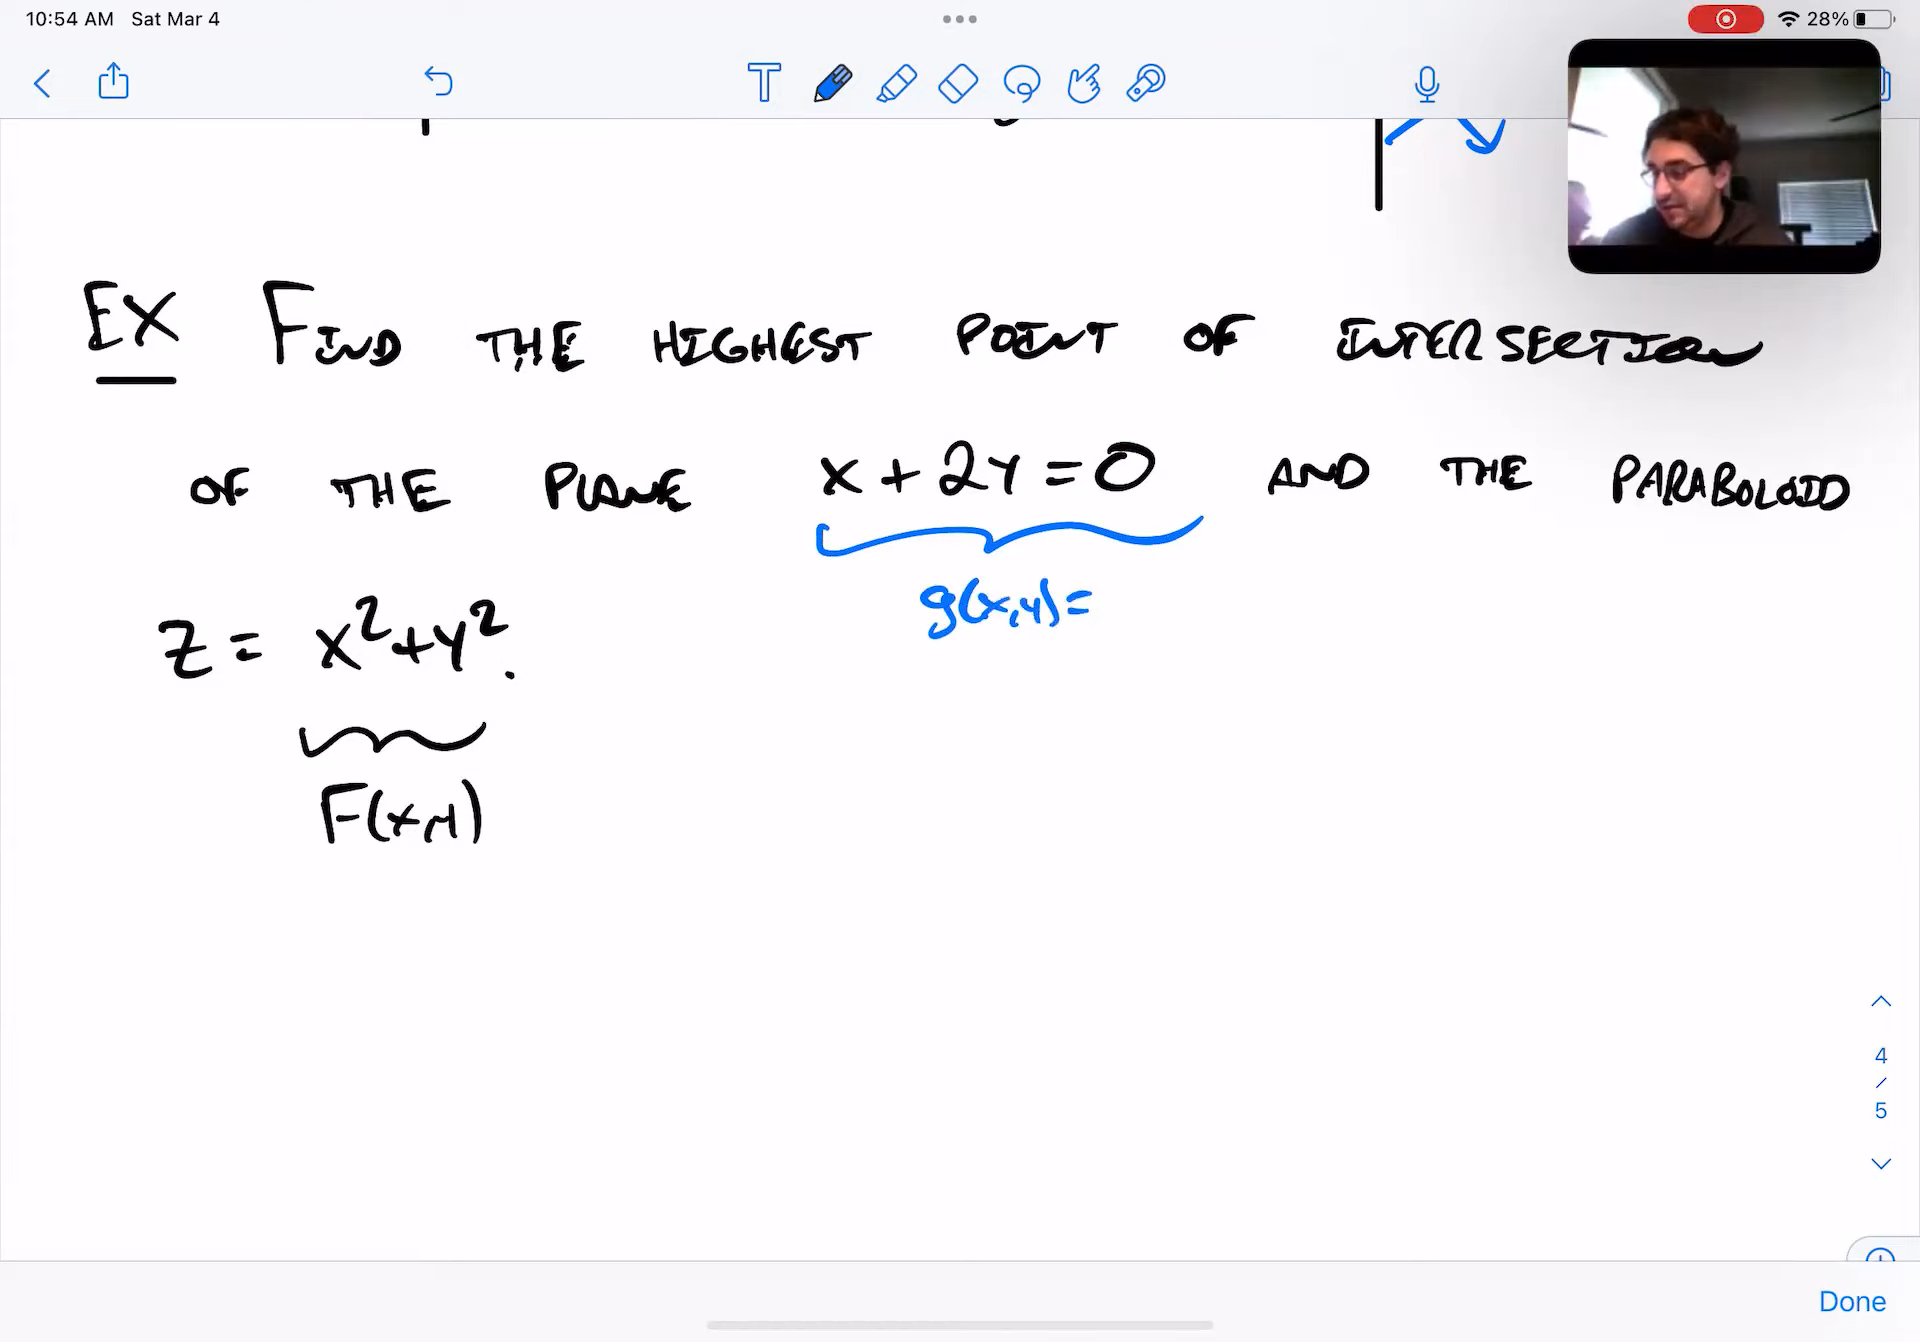 10:54 AM Sat Mar 4
28%
EX FIND THE HIGHEST POINT OF INTERSECTION
OF THE PLANE x + 2y = 0 AND THE PARABOLOID
g(x,y)=
z = x²+y².
F(x,y)
4
/
5
Done